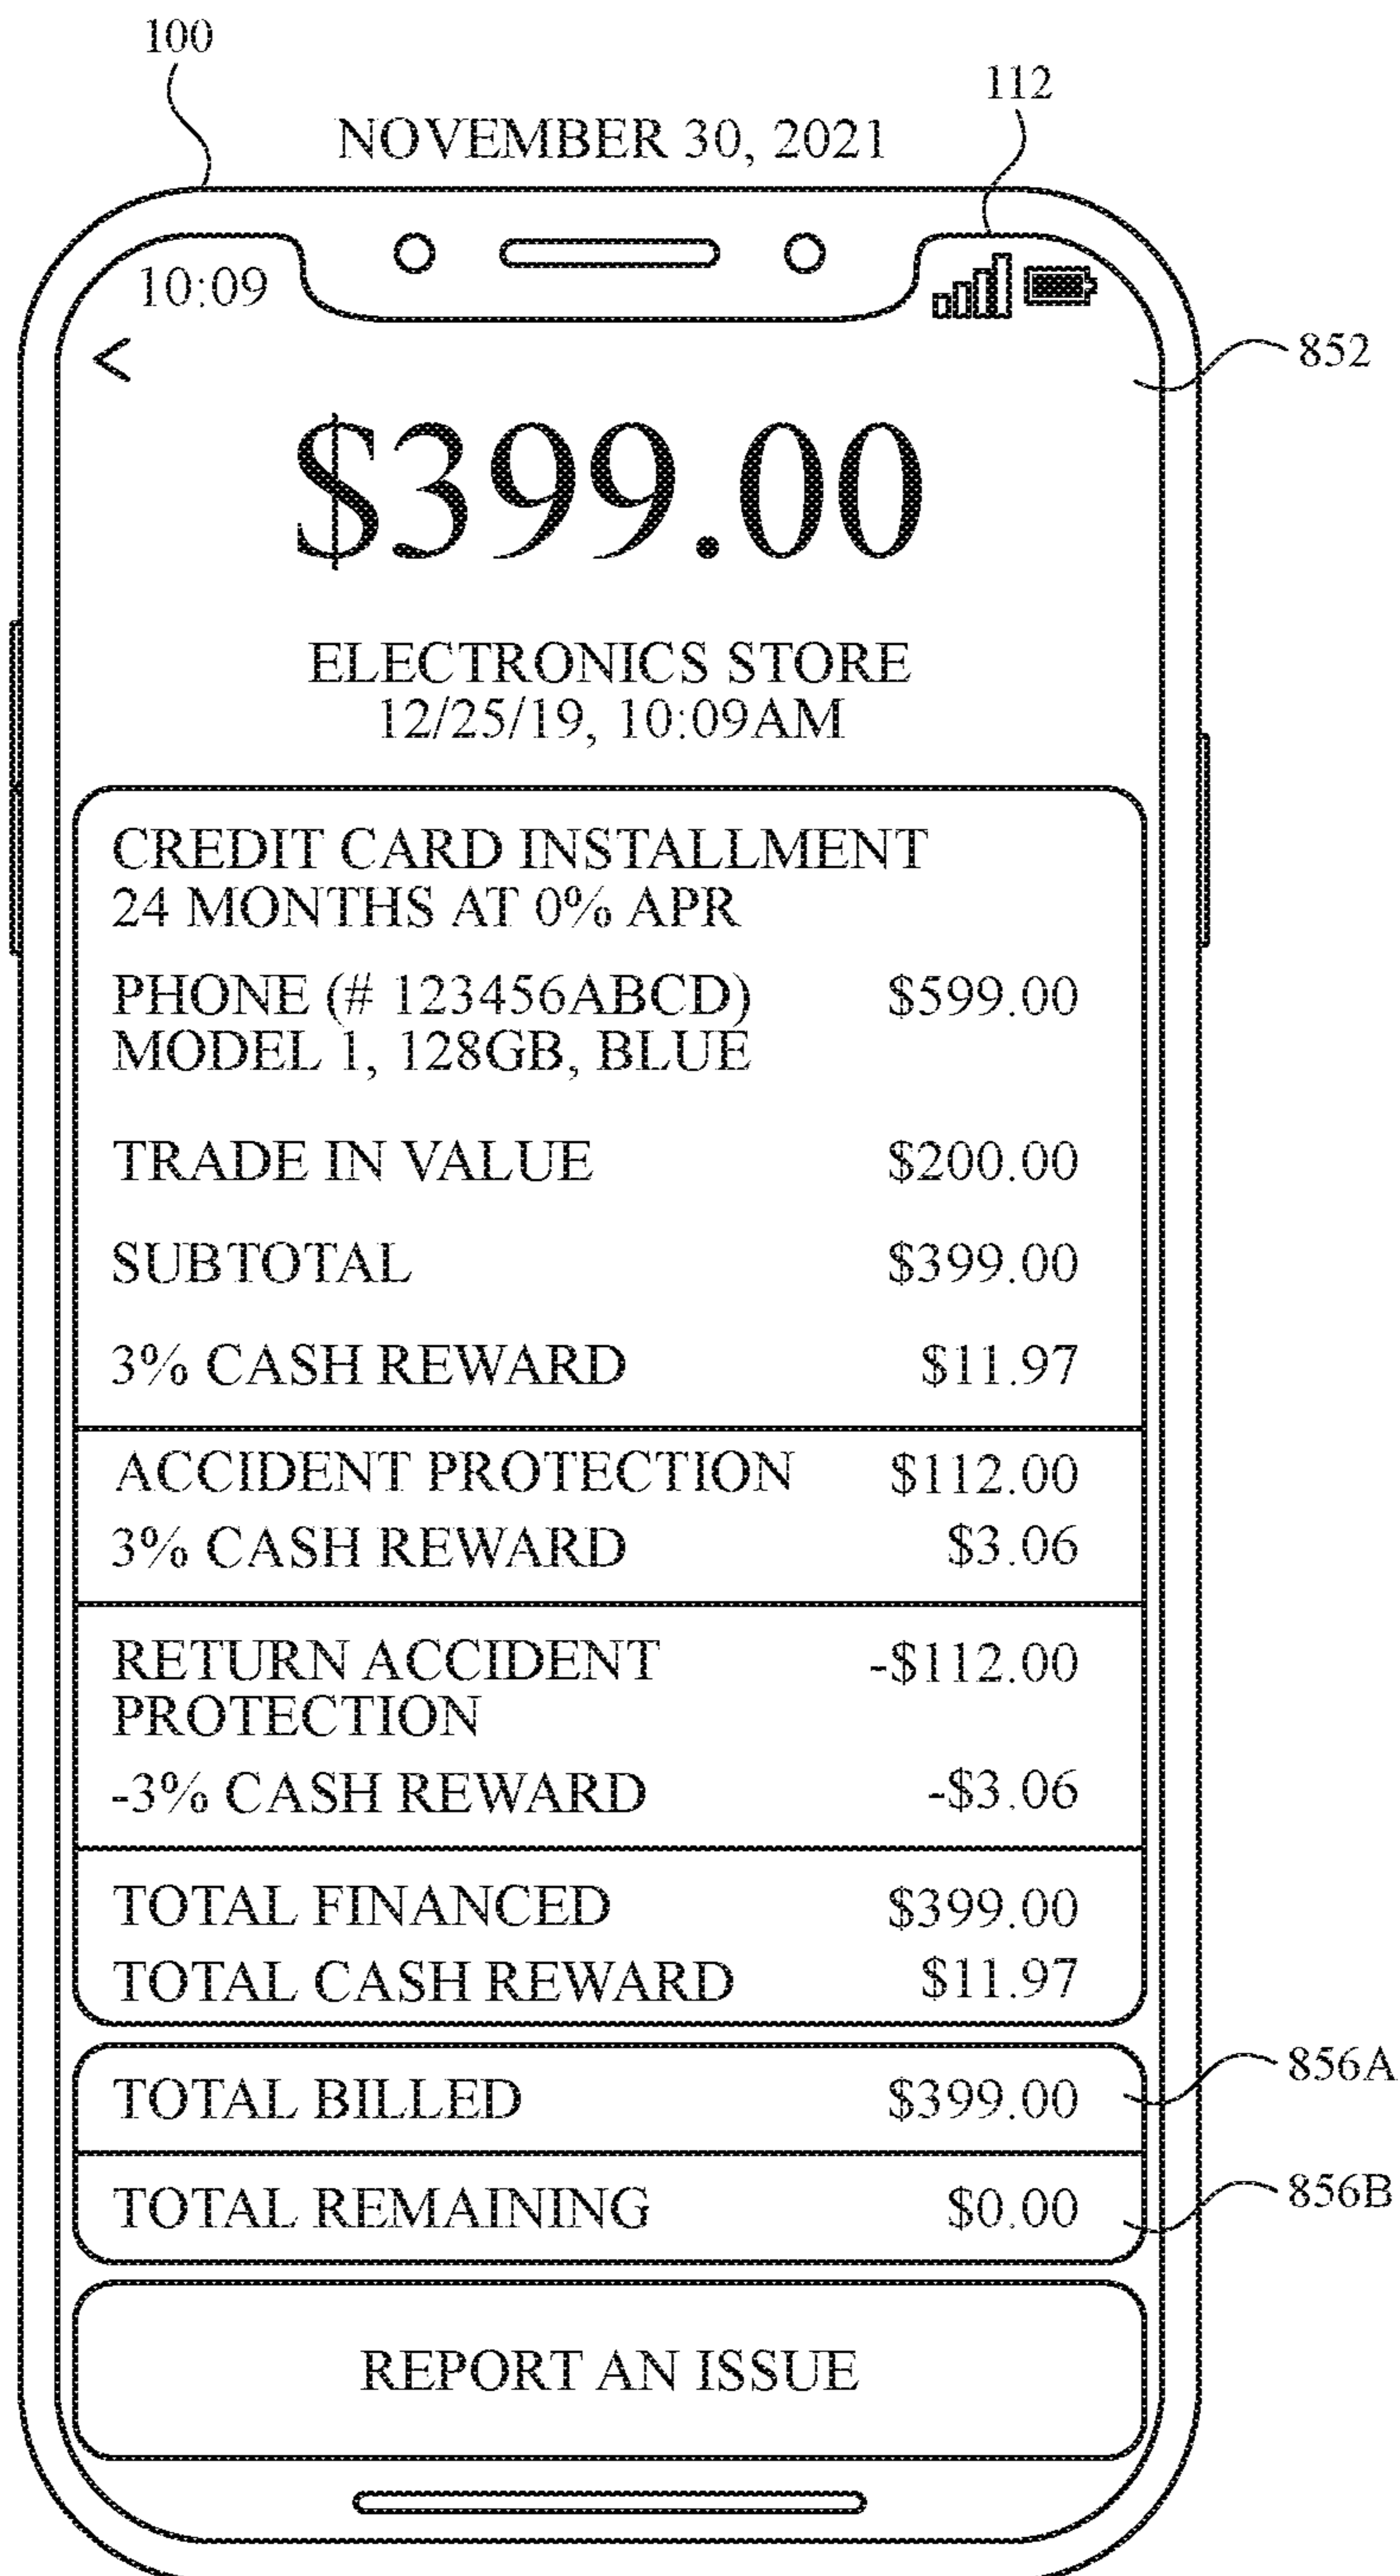 100
112
NOVEMBER 30, 2021
10:09
<
852
$399.00
ELECTRONICS STORE
12/25/19, 10:09AM
CREDIT CARD INSTALLMENT
24 MONTHS AT 0% APR
PHONE (# 123456ABCD) $599.00
MODEL 1, 128GB, BLUE
TRADE IN VALUE $200.00
SUBTOTAL $399.00
3% CASH REWARD $11.97
ACCIDENT PROTECTION $112.00
3% CASH REWARD $3.06
RETURN ACCIDENT -$112.00
PROTECTION
-3% CASH REWARD -$3.06
TOTAL FINANCED $399.00
TOTAL CASH REWARD $11.97
856A
TOTAL BILLED $399.00
856B
TOTAL REMAINING $0.00
REPORT AN ISSUE